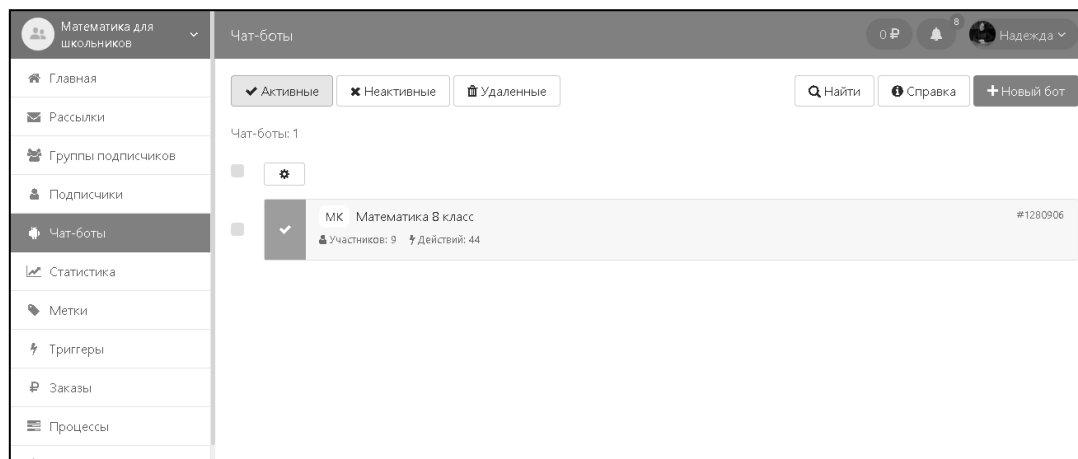 Математика для
школьников
Чат-боты
0 ₽
8
Надежда
Главная
Рассылки
Группы подписчиков
Подписчики
Чат-боты
Статистика
Метки
Триггеры
Заказы
Процессы
Активные
Неактивные
Удаленные
Найти
Справка
Новый бот
Чат-боты: 1
МК Математика 8 класс
#1280906
Участников: 9 Действий: 44